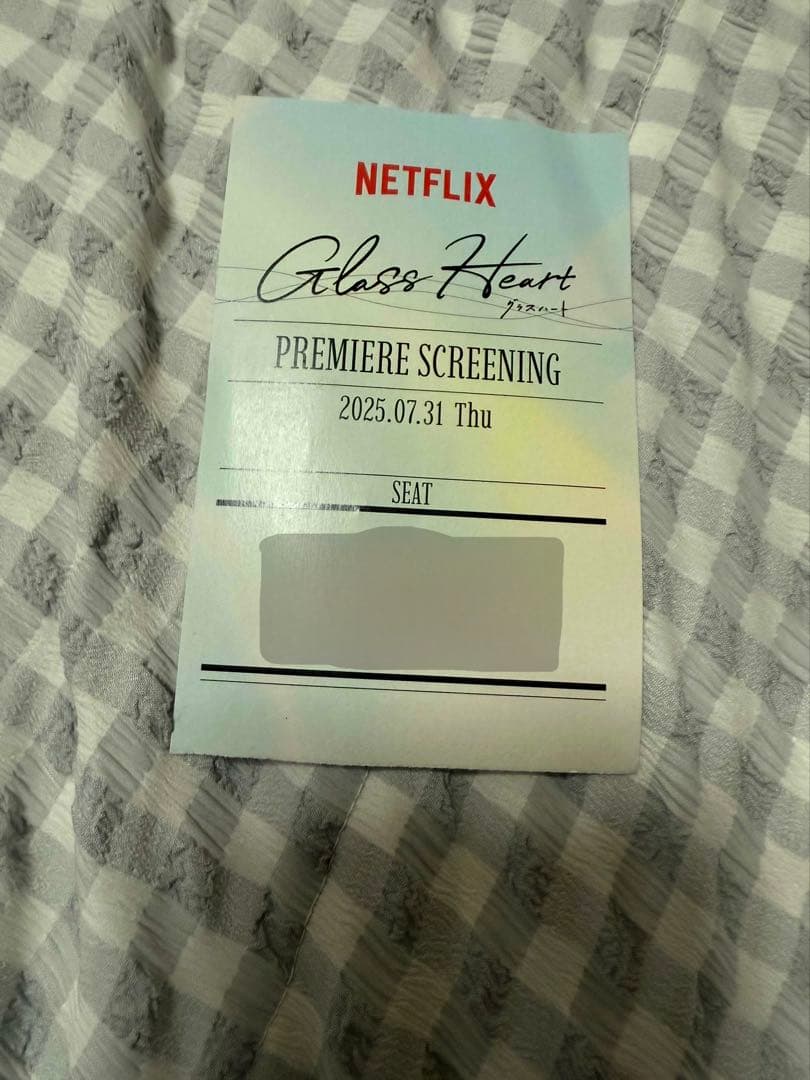 NETFLIX
Glass Heart
グラスハート
PREMIERE SCREENING
2025.07.31 Thu
SEAT